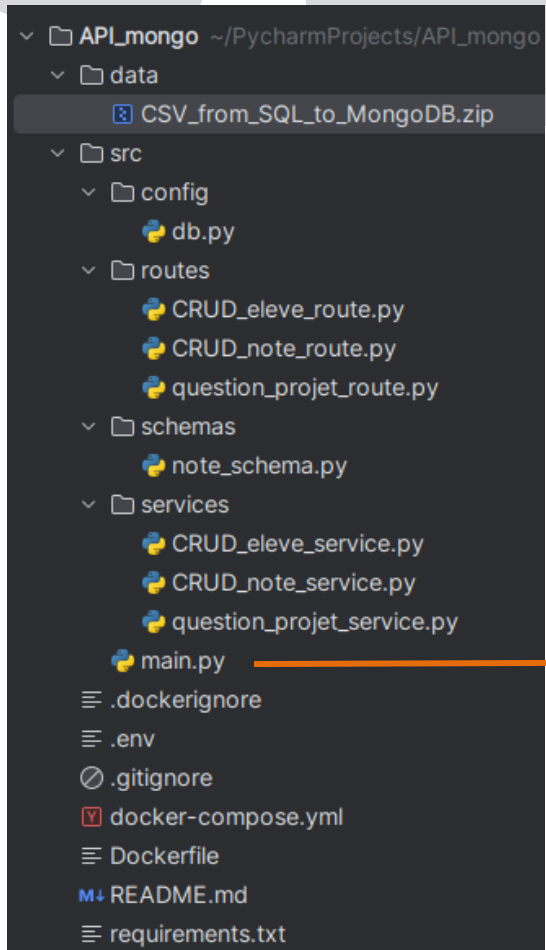 API_mongo ~/PycharmProjects/API_mongo
data
CSV_from_SQL_to_MongoDB.zip
src
config
db.py
routes
CRUD_eleve_route.py
CRUD_note_route.py
question_projet_route.py
schemas
note_schema.py
services
CRUD_eleve_service.py
CRUD_note_service.py
question_projet_service.py
main.py
.dockerignore
.env
.gitignore
Y docker-compose.yml
Dockerfile
M↓ README.md
requirements.txt